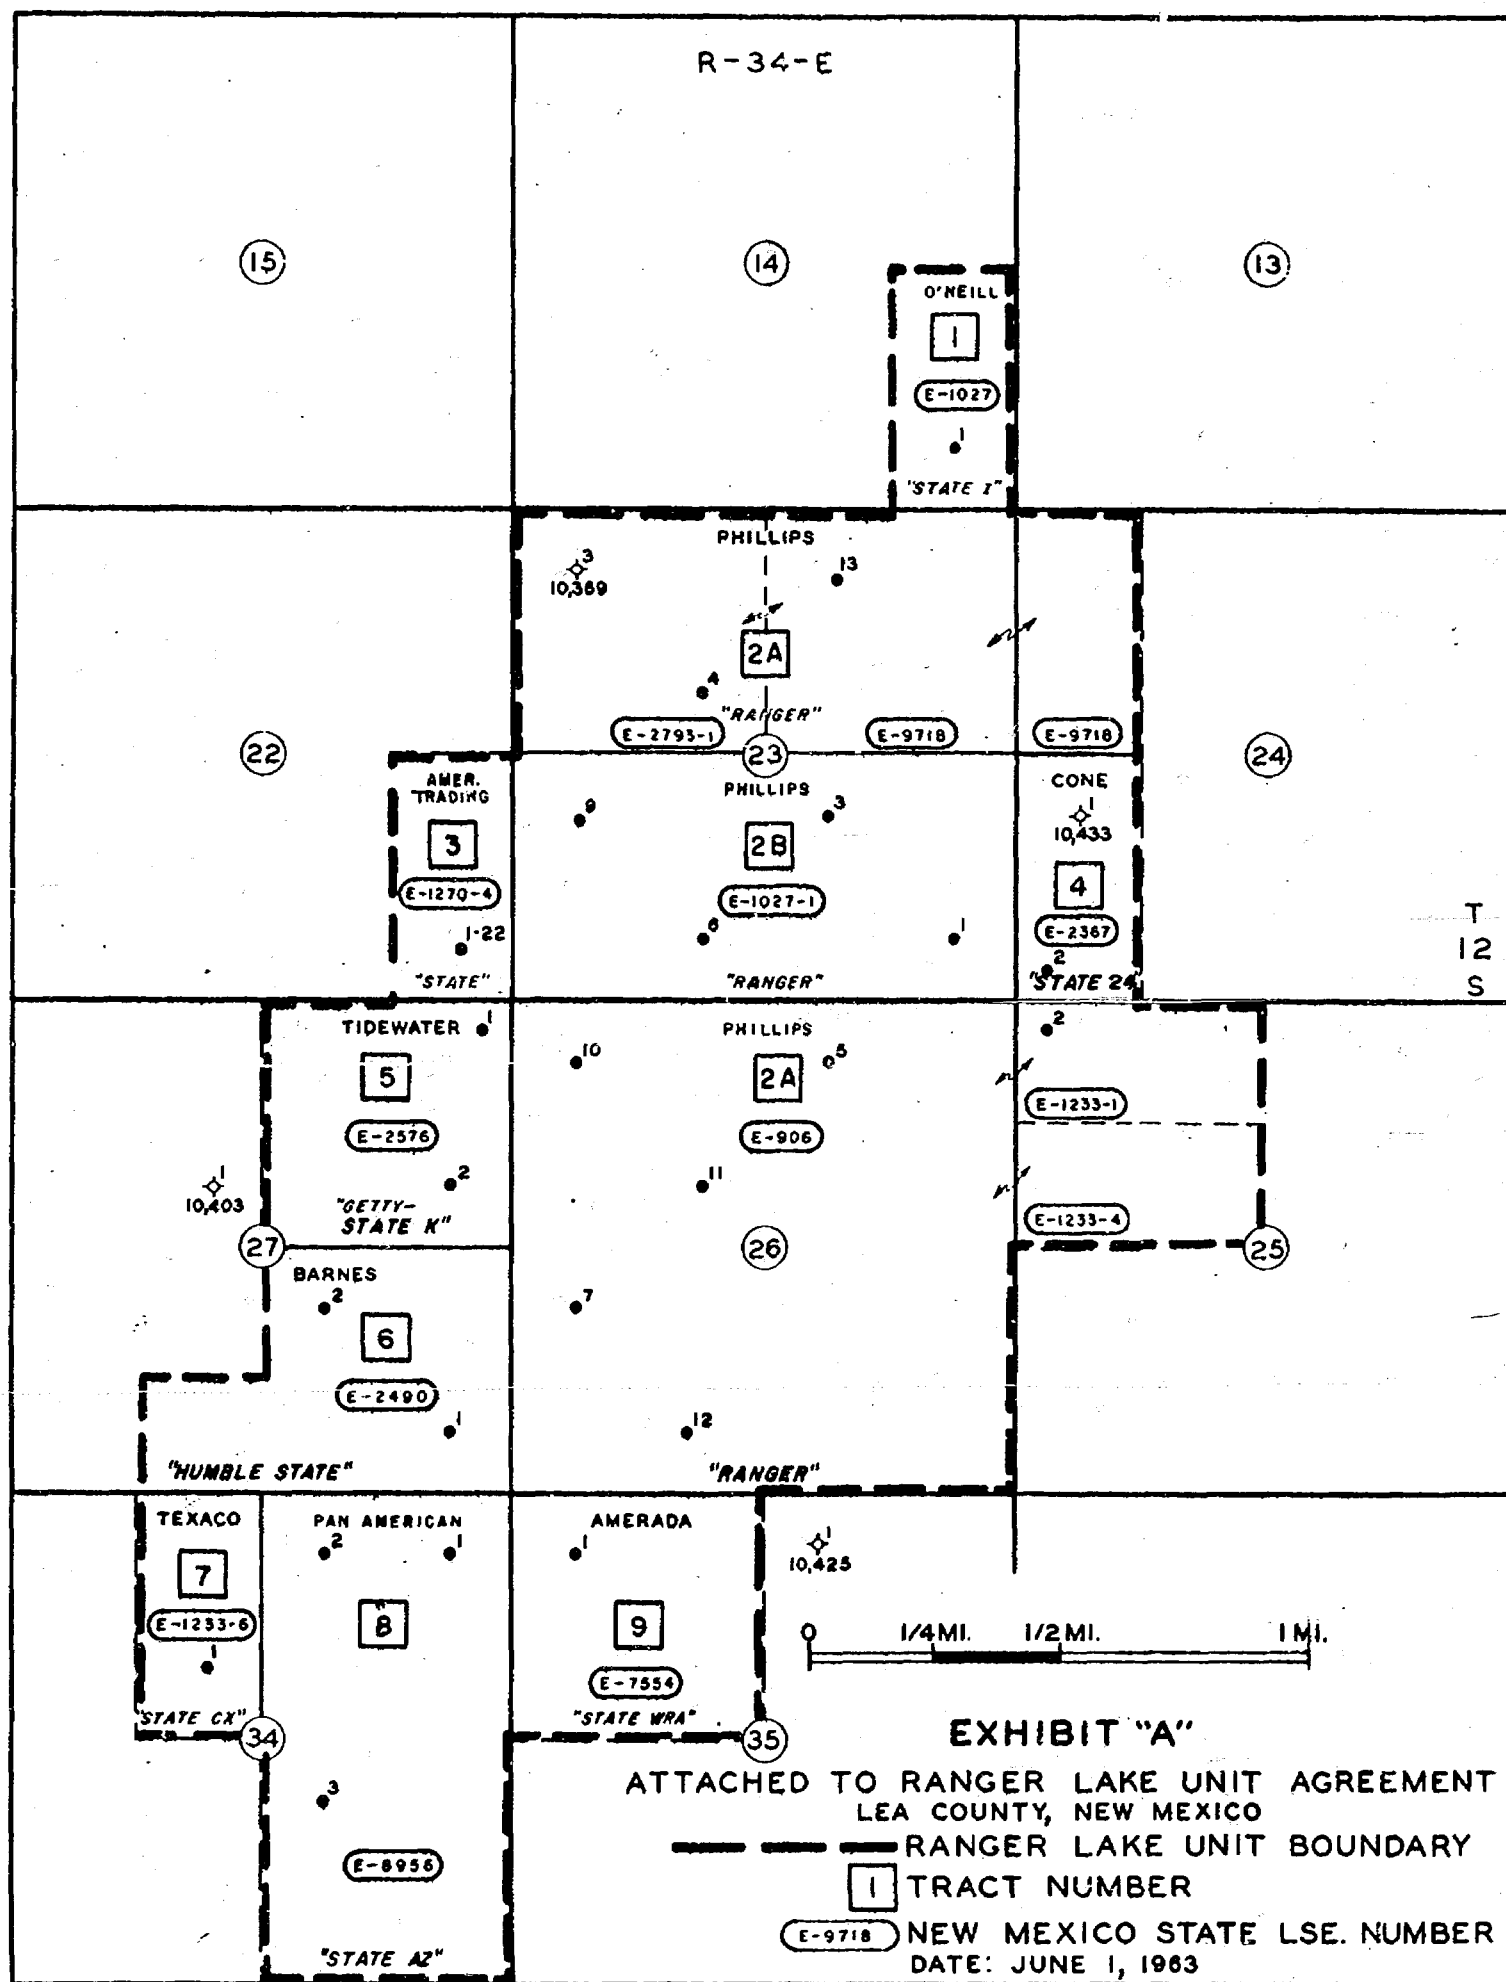 R-34-E
15
14
13
O'NEILL
1
E-1027
1
"STATE I"
PHILLIPS
3
10,369
13
2A
4
"RANGER"
E-2793-1
E-9718
E-9718
22
23
24
AMER.
TRADING
3
E-1270-4
1-22
"STATE"
PHILLIPS
9
3
2B
E-1027-1
6
1
"RANGER"
CONE
1
10,433
4
E-2367
2
"STATE 24
T
12
S
TIDEWATER
1
5
E-2576
2
"GETTY-
STATE K"
1
10,403
27
PHILLIPS
10
5
2A
E-906
11
26
2
E-1233-1
E-1233-4
25
BARNES
2
6
E-2490
1
"HUMBLE STATE"
7
12
"RANGER"
TEXACO
7
E-1233-6
1
"STATE CX"
34
PAN AMERICAN
2
1
8
3
E-8956
"STATE AZ"
AMERADA
1
9
E-7554
"STATE WRA"
35
1
10,425
0 1/4 MI. 1/2 MI. 1 MI.
EXHIBIT "A"
ATTACHED TO RANGER LAKE UNIT AGREEMENT
LEA COUNTY, NEW MEXICO
RANGER LAKE UNIT BOUNDARY
1 TRACT NUMBER
E-9718 NEW MEXICO STATE LSE. NUMBER
DATE: JUNE 1, 1963